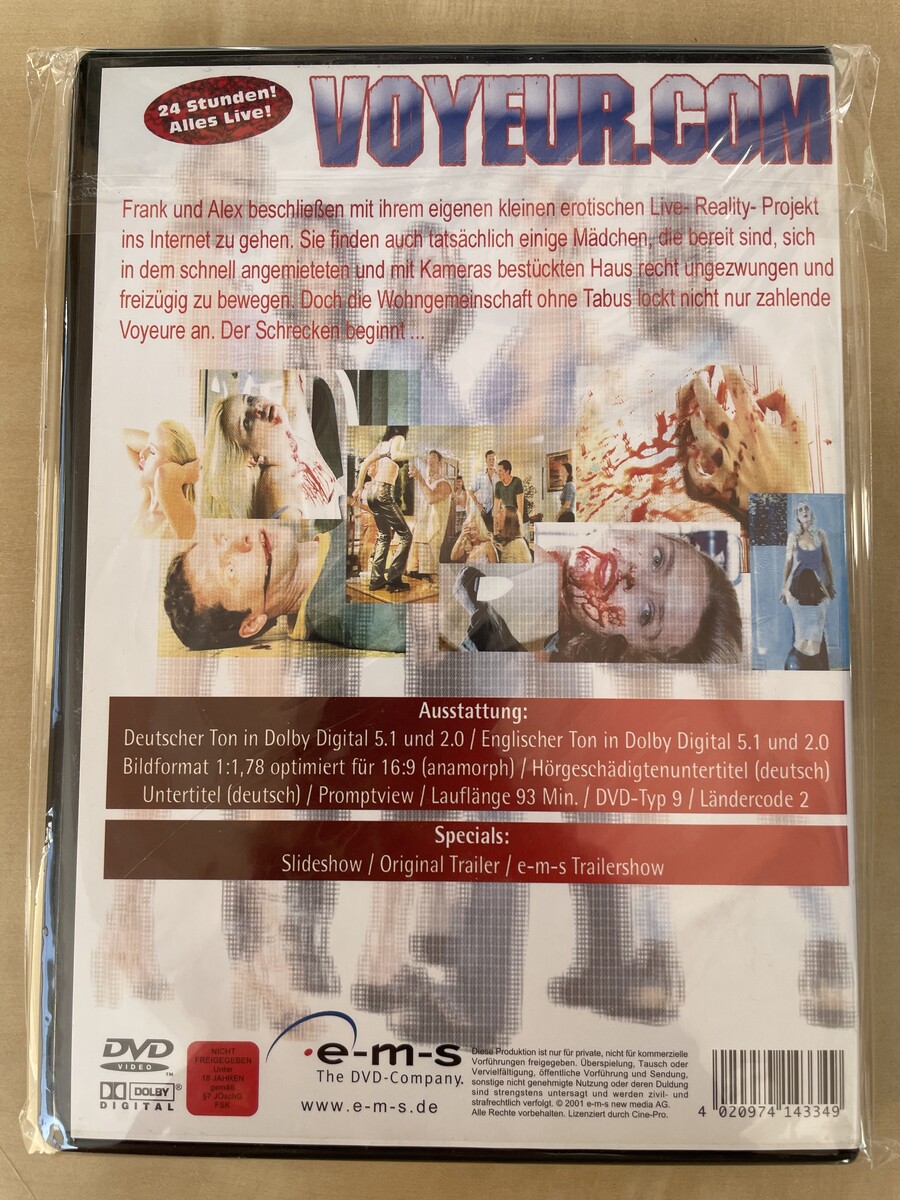 24 Stunden!
Alles Live!
VOYEUR.COM
Frank und Alex beschließen mit ihrem eigenen kleinen erotischen Live- Reality- Projekt
ins Internet zu gehen. Sie finden auch tatsächlich einige Mädchen, die bereit sind, sich
in dem schnell angemieteten und mit Kameras bestückten Haus recht ungezwungen und
freizügig zu bewegen. Doch die Wohngemeinschaft ohne Tabus lockt nicht nur zahlende
Voyeure an. Der Schrecken beginnt ...
Ausstattung:
Deutscher Ton in Dolby Digital 5.1 und 2.0 / Englischer Ton in Dolby Digital 5.1 und 2.0
Bildformat 1:1,78 optimiert für 16:9 (anamorph) / Hörgeschädigtenuntertitel (deutsch)
Untertitel (deutsch) / Promptview / Lauflänge 93 Min. / DVD-Typ 9 / Ländercode 2
Specials:
Slideshow / Original Trailer / e-m-s Trailershow
DVD
VIDEO
TM
DOLBY®
DIGITAL
NICHT
FREIGEGEBEN
Unter
18 JAHREN
gemäß
§7 JÖschG
FSK
e-m-s
The DVD-Company.
www.e-m-s.de
Diese Produktion ist nur für private, nicht für kommerzielle
Vorführungen freigegeben. Überspielung, Tausch oder
Vervielfältigung, öffentliche Vorführung und Sendung,
sonstige nicht genehmigte Nutzung oder deren Duldung
sind strengstens untersagt und werden zivil- und
strafrechtlich verfolgt. © 2001 e-m-s new media AG.
Alle Rechte vorbehalten. Lizenziert durch Cine-Pro.
4 020974 143349